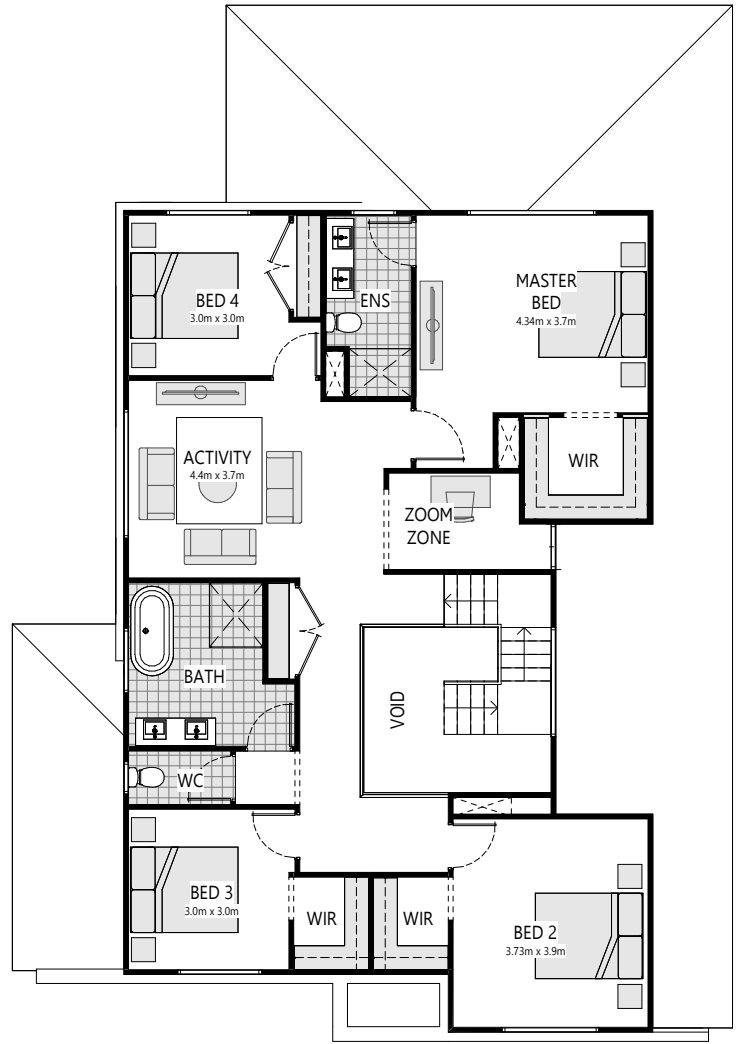 BED 4
3.0m x 3.0m
ENS
MASTER
BED
4.34m x 3.7m
ACTIVITY
4.4m x 3.7m
WIR
ZOOM
ZONE
BATH
VOID
WC
BED 3
3.0m x 3.0m
WIR
WIR
BED 2
3.73m x 3.9m